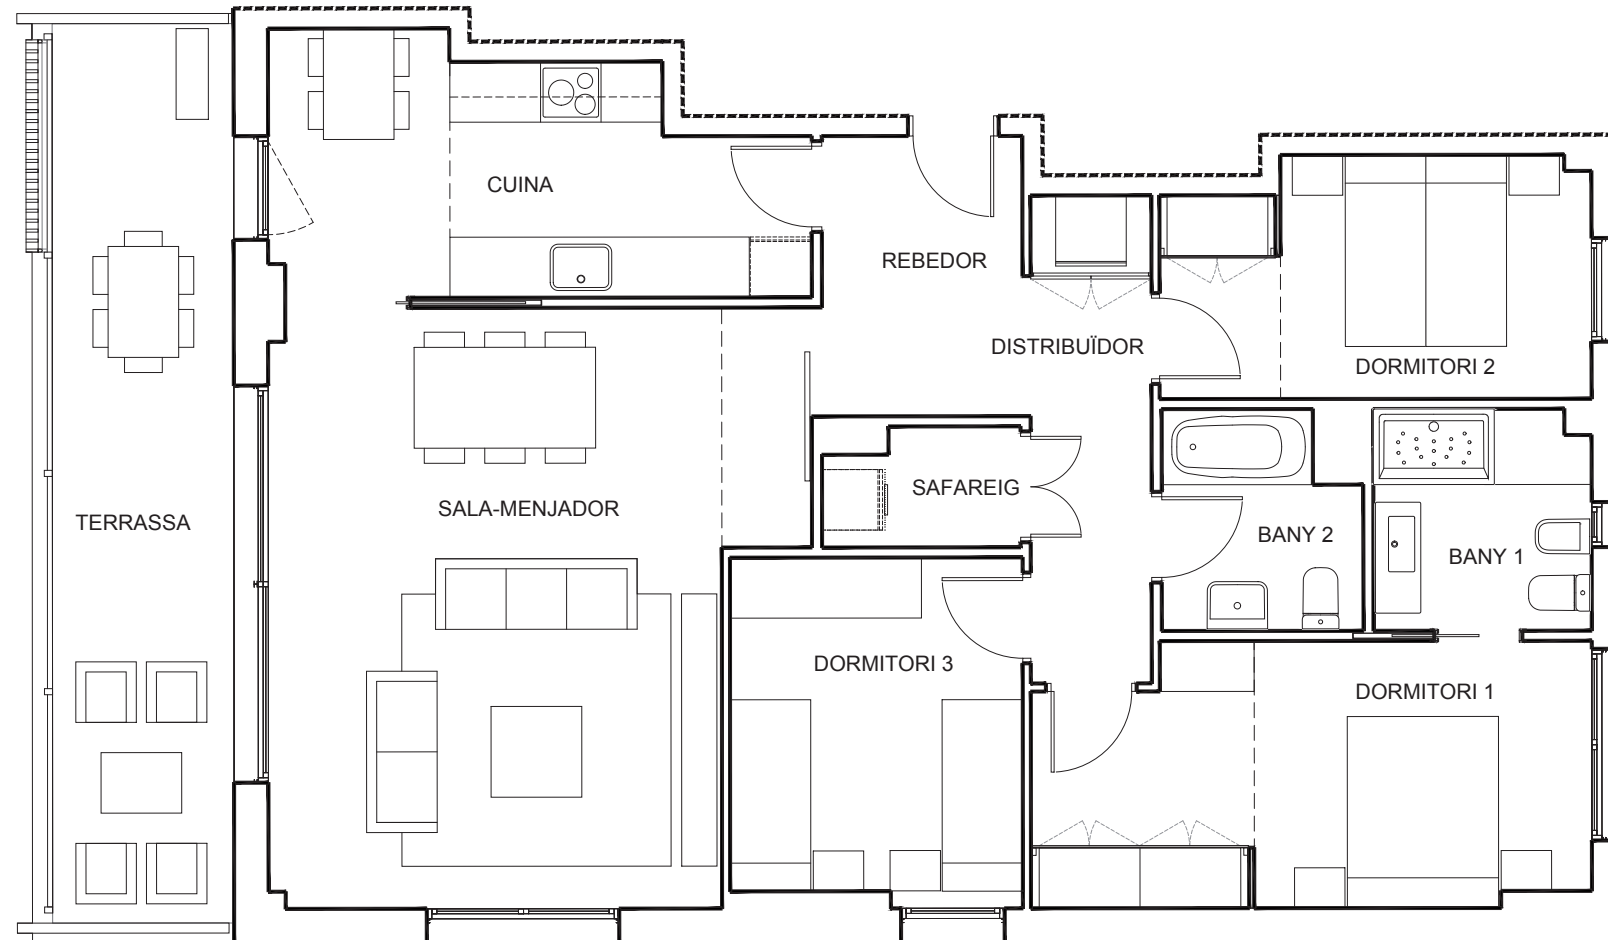 CUINA
REBEDOR
DISTRIBUÏDOR
DORMITORI 2
SAFAREIG
SALA-MENJADOR
TERRASSA
BANY 2
BANY 1
DORMITORI 3
DORMITORI 1